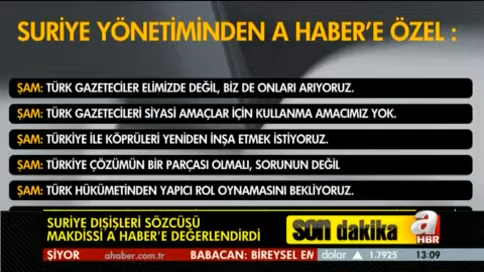 SURİYE YÖNETİMİNDEN A HABER'E ÖZEL :
ŞAM: TÜRK GAZETECİLER ELİMİZDE DEĞİL, BİZ DE ONLARI ARIYORUZ.
ŞAM: TÜRK GAZETECİLERİ SİYASİ AMAÇLAR İÇİN KULLANMA AMACIMIZ YOK.
ŞAM: TÜRKİYE İLE KÖPRÜLERİ YENİDEN İNŞA ETMEK İSTİYORUZ.
ŞAM: TÜRKİYE ÇÖZÜMÜN BİR PARÇASI OLMALI, SORUNUN DEĞİL
ŞAM: TÜRK HÜKÜMETİNDEN YAPICI ROL OYNAMASINI BEKLİYORUZ.
SURİYE DIŞİŞLERİ SÖZCÜSÜ
MAKDİSSİ A HABER'E DEĞERLENDİRDİ
son dakika
a
HBR
ŞİYOR ahaber.com.tr BABACAN: BİREYSEL EN dolar ▲ 1.7925 13:09